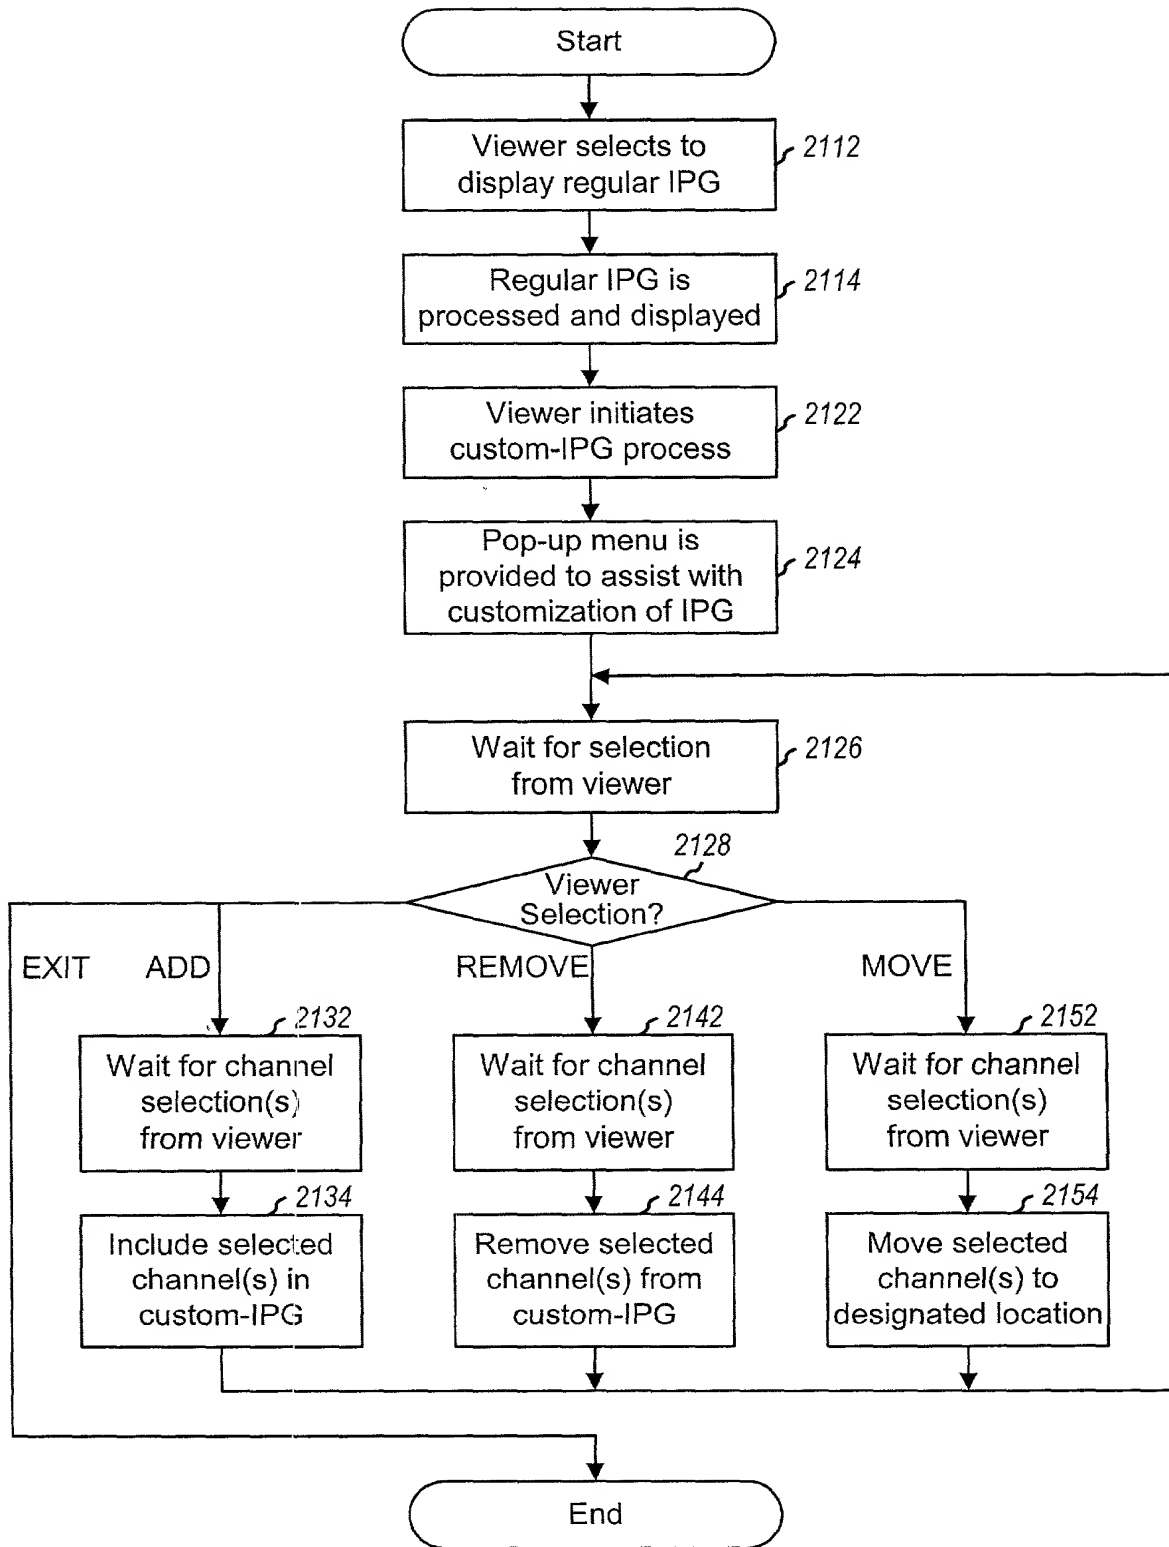 Start
Viewer selects to
display regular IPG
2112
Regular IPG is
processed and displayed
2114
Viewer initiates
custom-IPG process
2122
Pop-up menu is
provided to assist with
customization of IPG
2124
Wait for selection
from viewer
2126
2128
Viewer
Selection?
EXIT
ADD
REMOVE
MOVE
2132
Wait for channel
selection(s)
from viewer
2142
Wait for channel
selection(s)
from viewer
2152
Wait for channel
selection(s)
from viewer
2134
Include selected
channel(s) in
custom-IPG
2144
Remove selected
channel(s) from
custom-IPG
2154
Move selected
channel(s) to
designated location
End